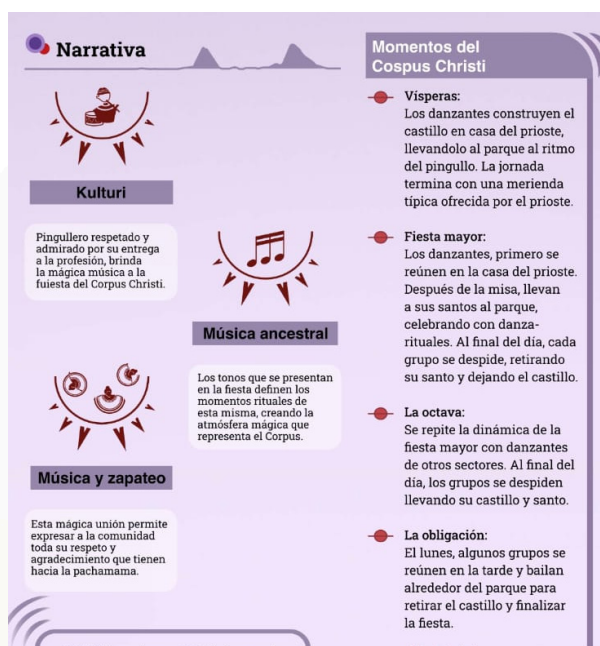 Narrativa
Kulturi
Pingullero respetado y
admirado por su entrega
a la profesión, brinda
la mágica música a la
fuiesta del Corpus Christi.
Música ancestral
Los tonos que se presentan
en la fiesta definen los
momentos rituales de
esta misma, creando la
atmósfera mágica que
representa el Corpus.
Música y zapateo
Esta mágica unión permite
expresar a la comunidad
toda su respeto y
agradecimiento que tienen
hacia la pachamama.
Momentos del
Cospus Christi
Vísperas:
Los danzantes construyen el
castillo en casa del prioste,
llevandolo al parque al ritmo
del pingullo. La jornada
termina con una merienda
típica ofrecida por el prioste.
Fiesta mayor:
Los danzantes, primero se
reúnen en la casa del prioste.
Después de la misa, llevan
a sus santos al parque,
celebrando con danza-
rituales. Al final del día, cada
grupo se despide, retirando
su santo y dejando el castillo.
La octava:
Se repite la dinámica de la
fiesta mayor con danzantes
de otros sectores. Al final del
día, los grupos se despiden
llevando su castillo y santo.
La obligación:
El lunes, algunos grupos se
reúnen en la tarde y bailan
alrededor del parque para
retirar el castillo y finalizar
la fiesta.